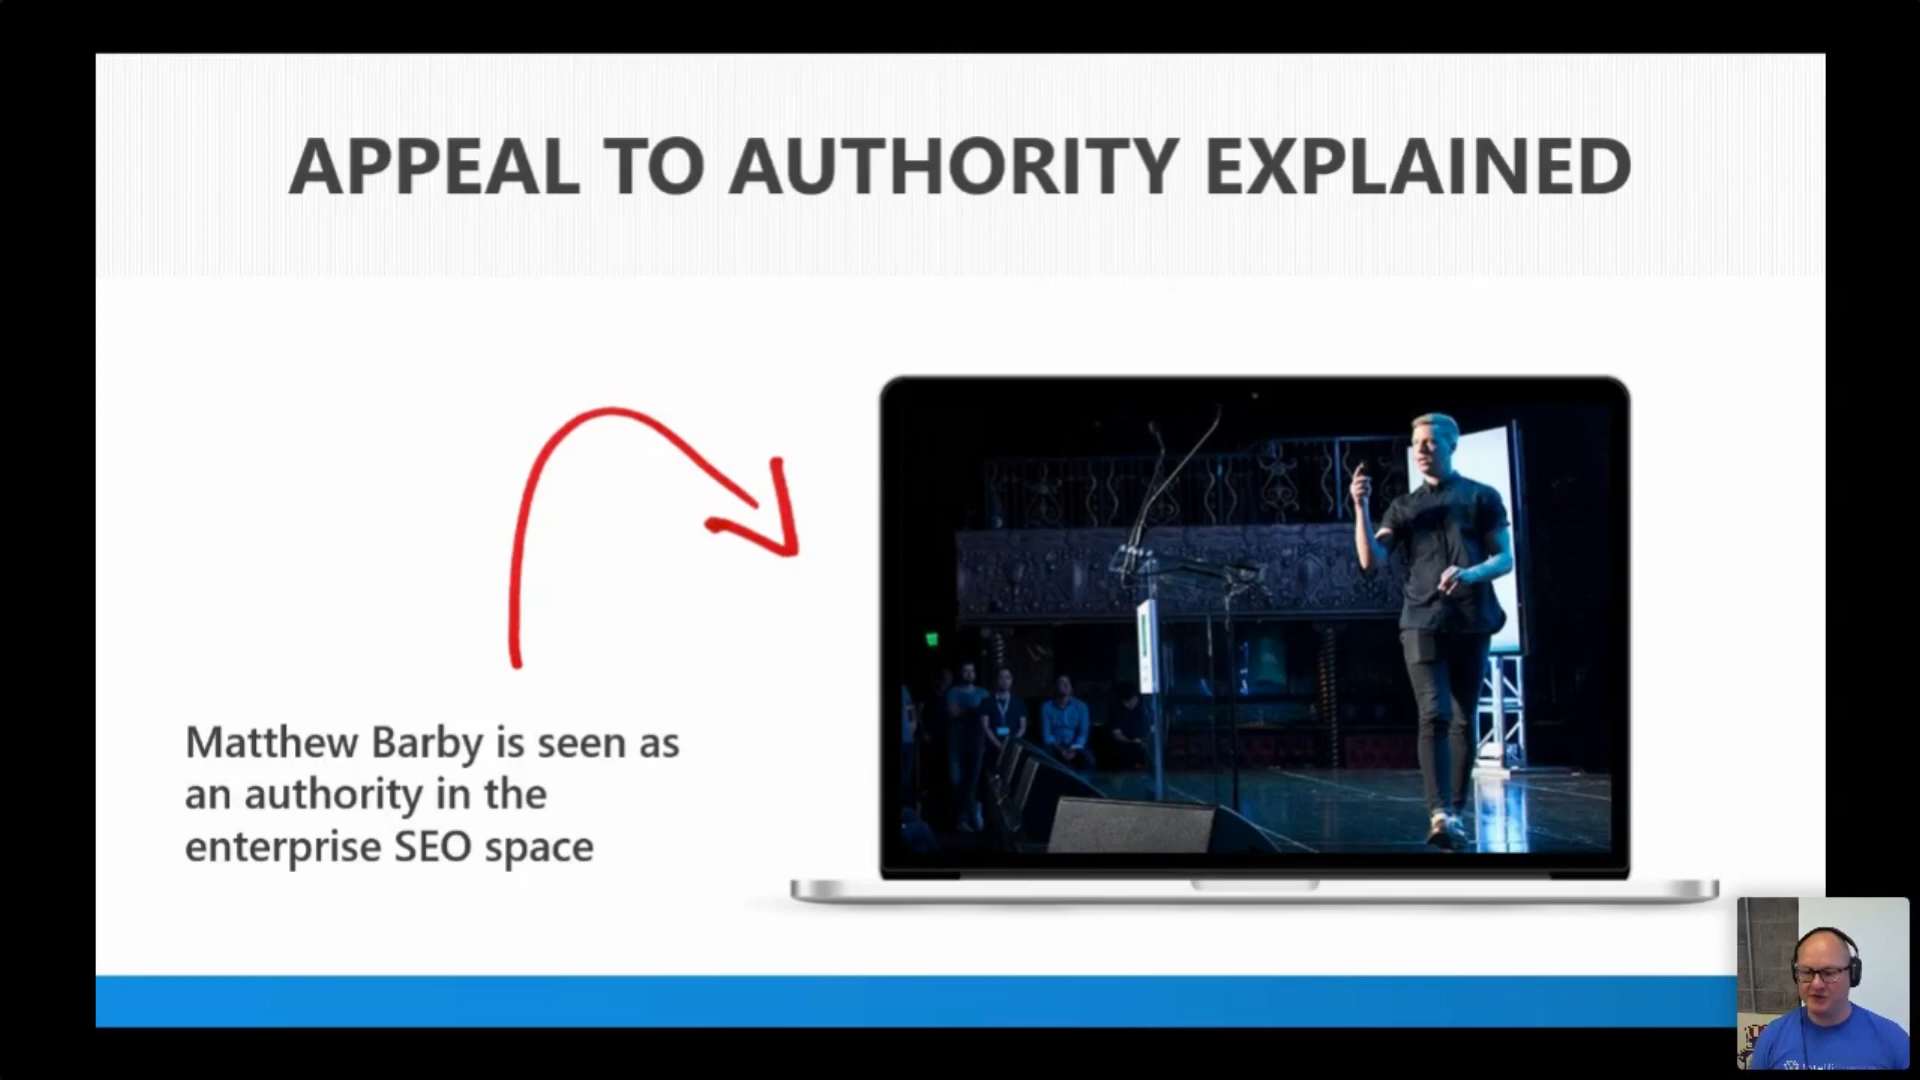 APPEAL TO AUTHORITY EXPLAINED
Matthew Barby is seen as
an authority in the
enterprise SEO space